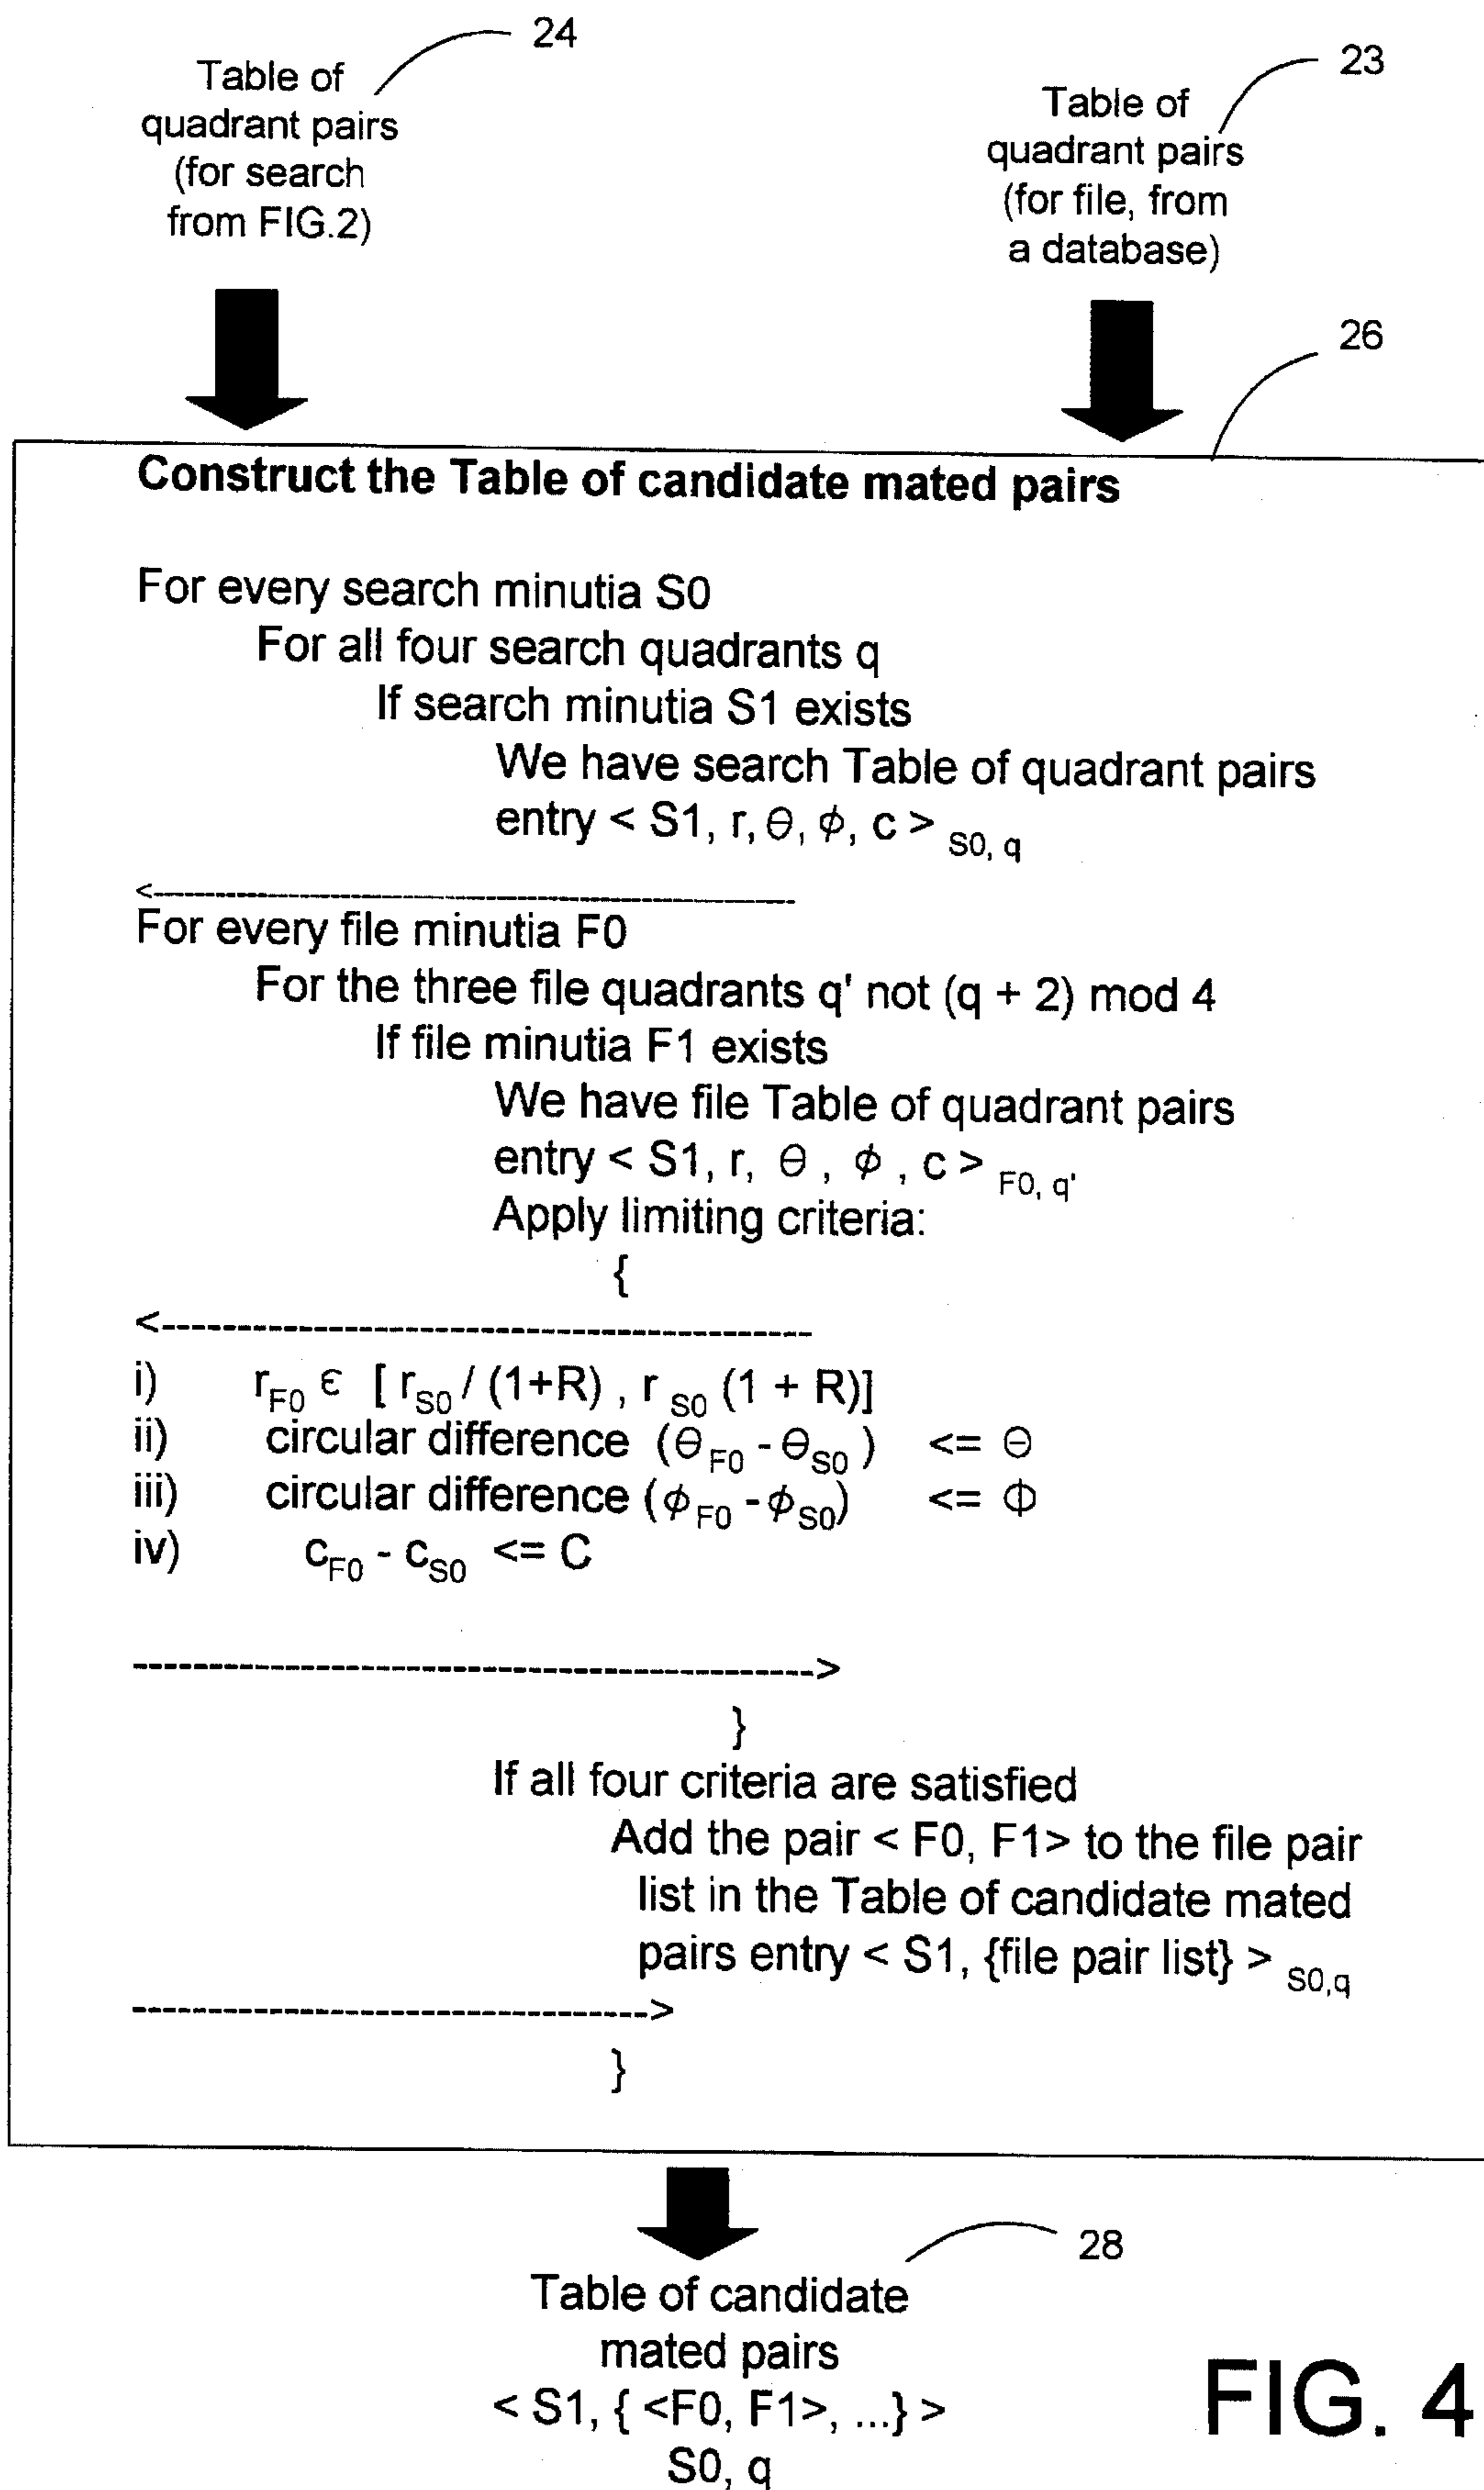 24
Table of
quadrant pairs
(for search
from FIG.2)
23
Table of
quadrant pairs
(for file, from
a database)
26
Construct the Table of candidate mated pairs
For every search minutia S0
For all four search quadrants q
If search minutia S1 exists
We have search Table of quadrant pairs
entry < S1, r, θ, ϕ, c > S0, q
<--------------------------------------------
For every file minutia F0
For the three file quadrants q' not (q + 2) mod 4
If file minutia F1 exists
We have file Table of quadrant pairs
entry < S1, r, θ , ϕ , c > F0, q'
Apply limiting criteria:
{
<--------------------------------------------
i) rF0 ϵ [ rS0 / (1+R) , r S0 (1 + R)]
ii) circular difference (θF0 - θS0 ) <= Θ
iii) circular difference (ϕF0 - ϕS0) <= Φ
iv) cF0 - cS0 <= C
---------------------------------------------->
}
If all four criteria are satisfied
Add the pair < F0, F1> to the file pair
list in the Table of candidate mated
pairs entry < S1, {file pair list} > S0,q
----------------------------------->
}
28
Table of candidate
mated pairs
< S1, { <F0, F1>, ...} >
S0, q
FIG. 4